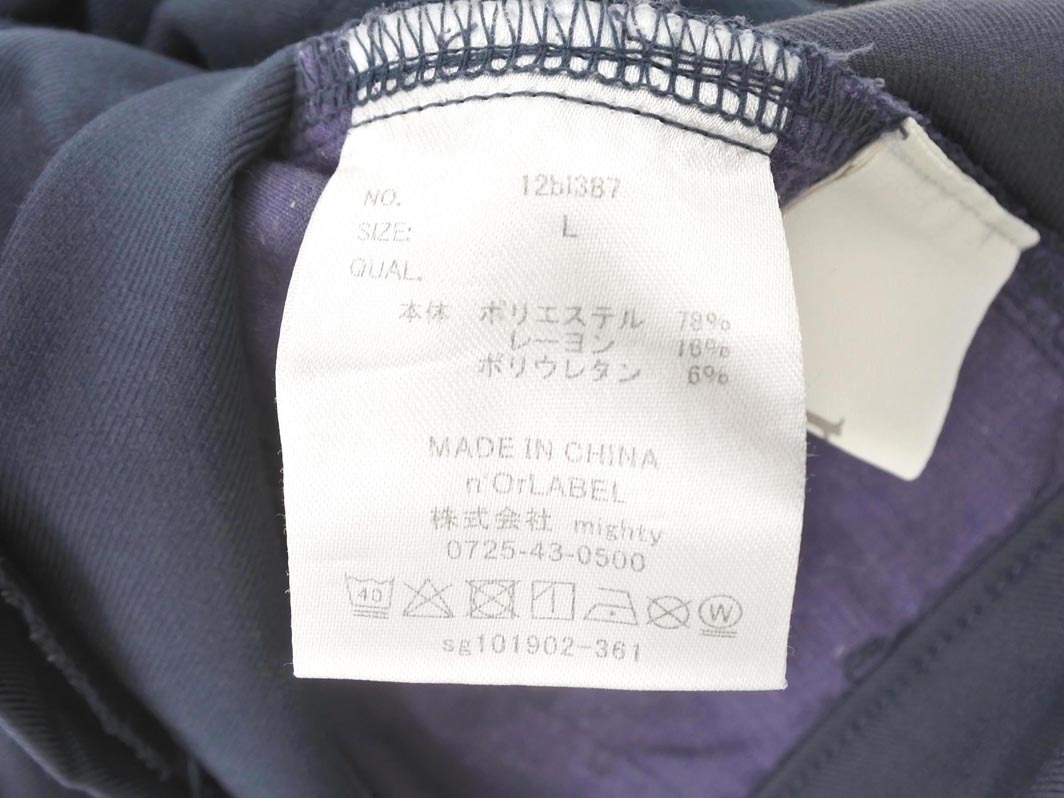 NO. 12bl387
SIZE: L
QUAL.
本体 ポリエステル 78%
レーヨン 16%
ポリウレタン 6%
MADE IN CHINA
n'OrLABEL
株式会社 mighty
0725-43-0500
40 W
sg101902-361